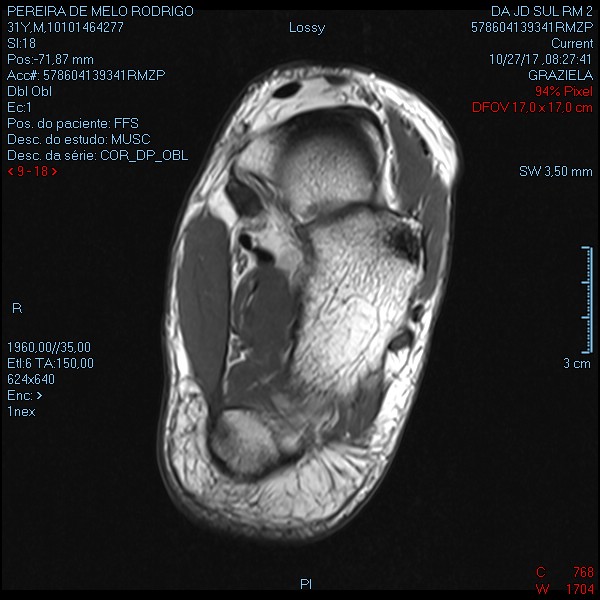 PEREIRA DE MELO RODRIGO
31Y,M,10101464277
Sl:18
Pos:-71,87 mm
Acc#: 578604139341RMZP
Dbl Obl
Ec:1
Pos. do paciente: FFS
Desc. do estudo: MUSC
Desc. da série: COR_DP_OBL
< 9 - 18 >
Lossy
DA JD SUL RM 2
578604139341RMZP
Current
10/27/17 ,08:27:41
GRAZIELA
94% Pixel
DFOV 17,0 x 17,0 cm
SW 3,50 mm
R
3 cm
1960,00//35,00
Etl:6 TA:150,00
624x640
Enc: >
1nex
PI
C 768
W 1704